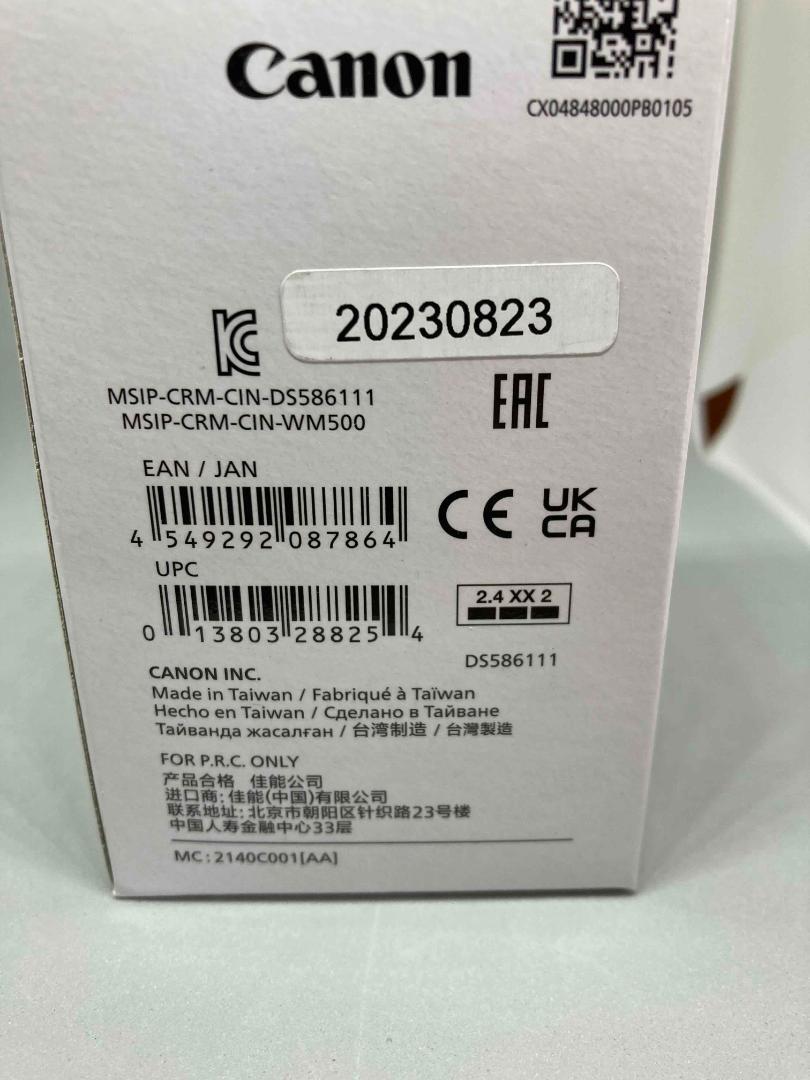 Canon
CX04848000PB0105
20230823
MSIP-CRM-CIN-DS586111
MSIP-CRM-CIN-WM500
EAC
EAN / JAN
4 549292 087864
CE
UK
CA
UPC
0 13803 28825 4
2.4 XX 2
DS586111
CANON INC.
Made in Taiwan / Fabriqué à Taïwan
Hecho en Taiwan / Сделано в Тайване
Тайванда жасалған / 台湾制造 / 台灣製造
FOR P.R.C. ONLY
产品合格 佳能公司
进口商: 佳能(中国)有限公司
联系地址: 北京市朝阳区针织路23号楼
中国人寿金融中心33层
MC : 2140C001[AA]